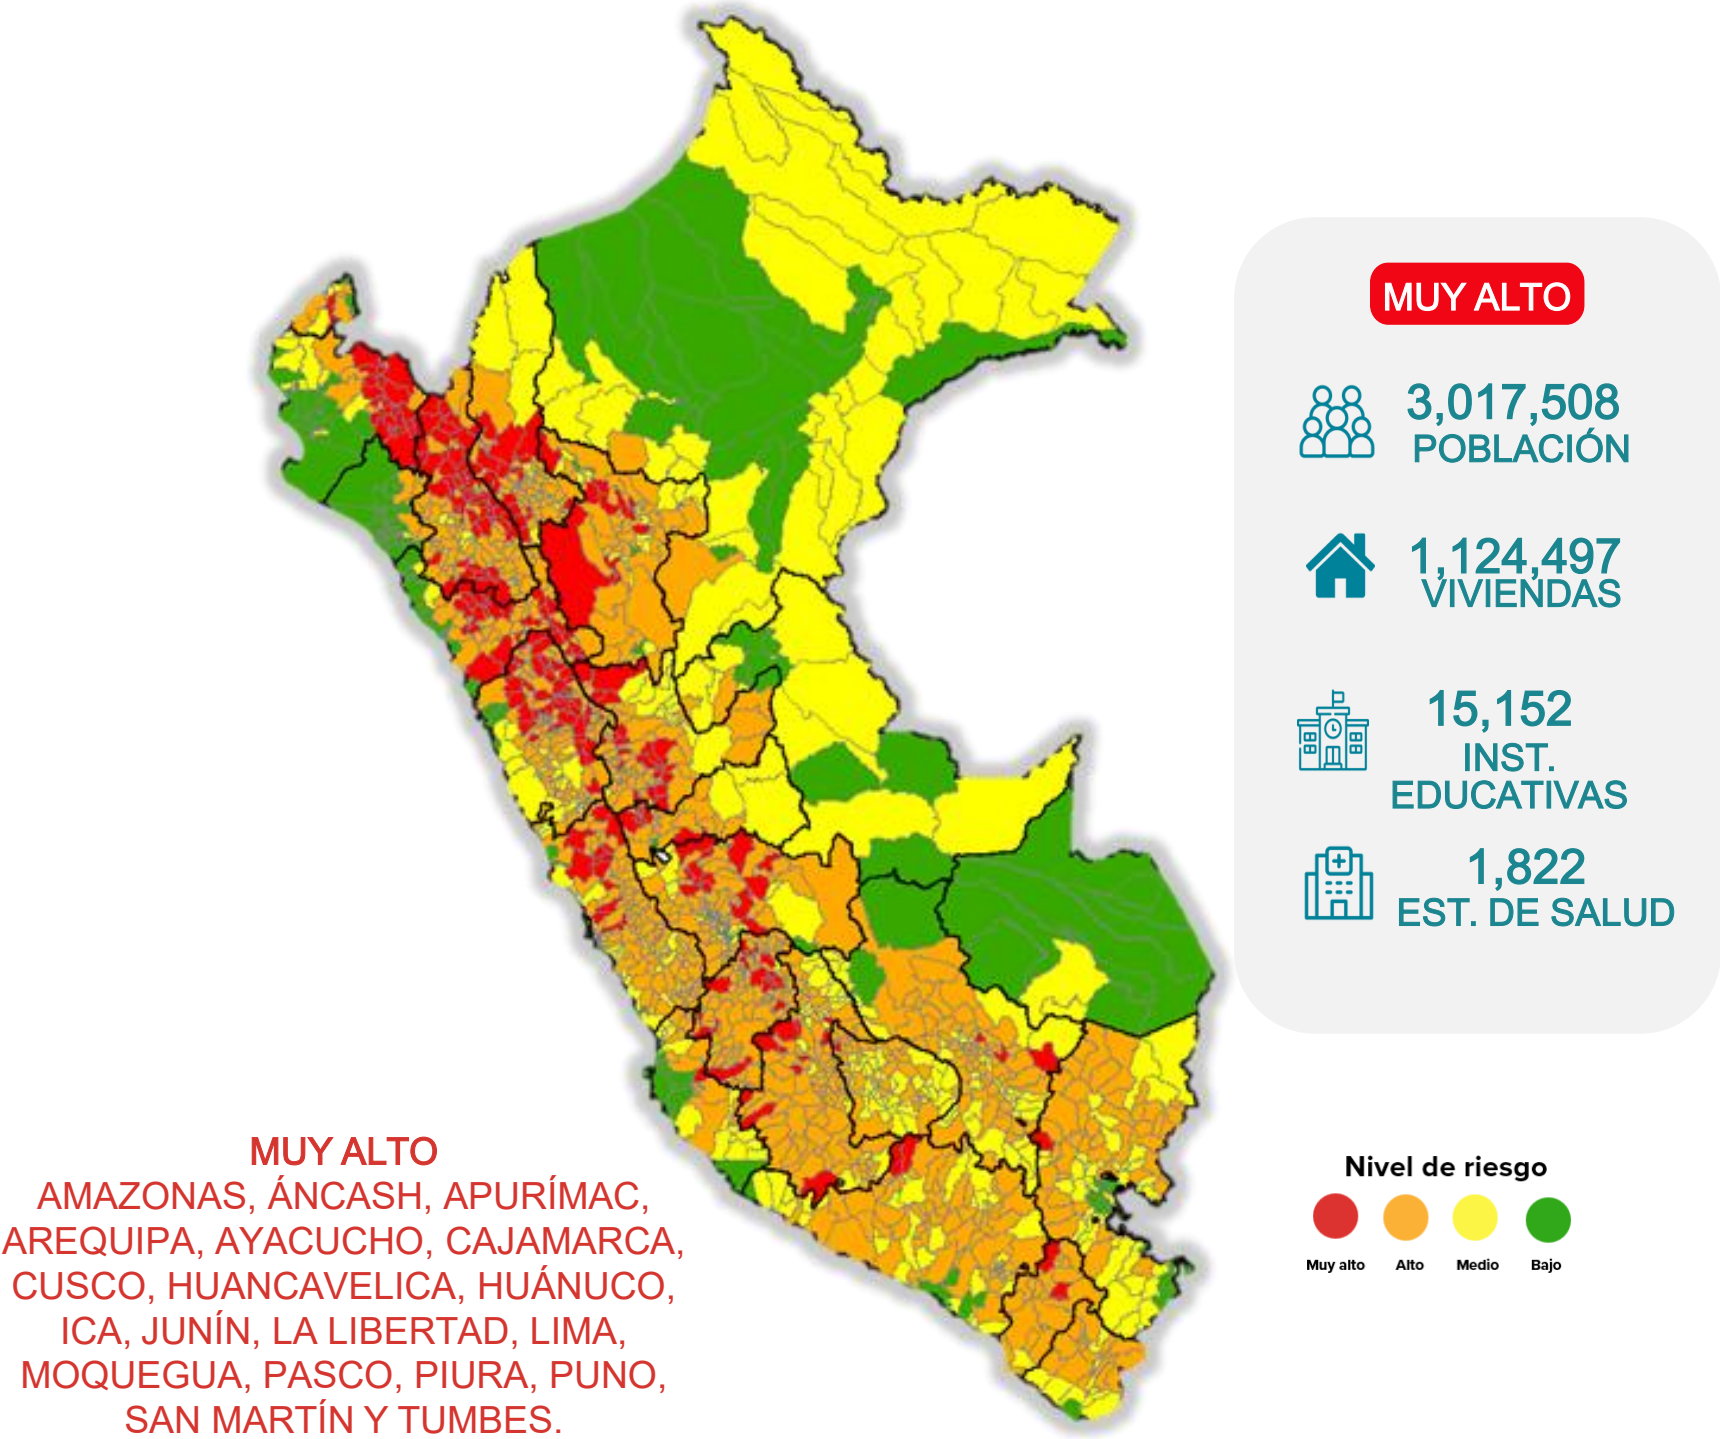 MUY ALTO
3,017,508
POBLACIÓN
1,124,497
VIVIENDAS
15,152
INST.
EDUCATIVAS
1,822
EST. DE SALUD
MUY ALTO
AMAZONAS, ÁNCASH, APURÍMAC,
AREQUIPA, AYACUCHO, CAJAMARCA,
CUSCO, HUANCAVELICA, HUÁNUCO,
ICA, JUNÍN, LA LIBERTAD, LIMA,
MOQUEGUA, PASCO, PIURA, PUNO,
SAN MARTÍN Y TUMBES.
Nivel de riesgo
Muy alto Alto Medio Bajo